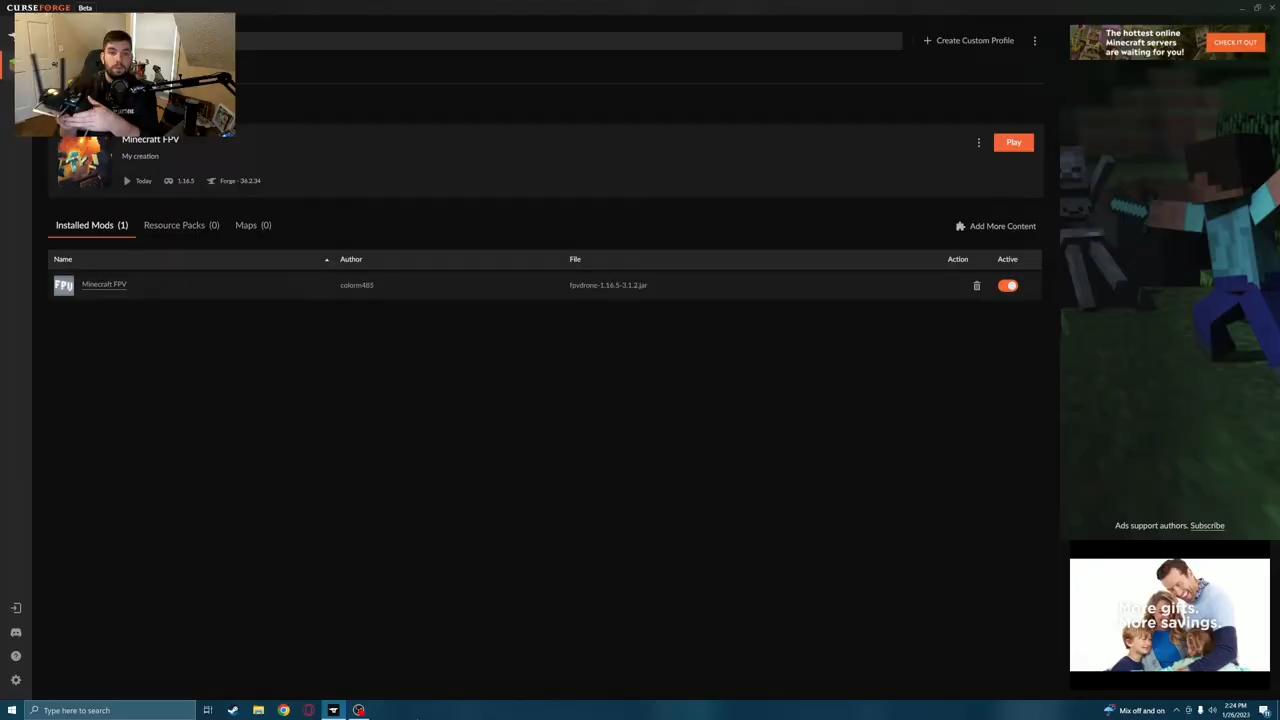 CURSEFORGE Beta
Create Custom Profile
The hottest online
Minecraft servers
are waiting for you!
CHECK IT OUT
Minecraft FPV
My creation
Play
Today 1.16.5 Forge - 36.2.34
Installed Mods (1) Resource Packs (0) Maps (0)
Add More Content
Name Author File Action Active
FPV Minecraft FPV colorm485 fpvdrone-1.16.5-3.1.2.jar
Ads support authors. Subscribe
More gifts.
More savings.
Type here to search
Mix off and on
2:24 PM
1/26/2023